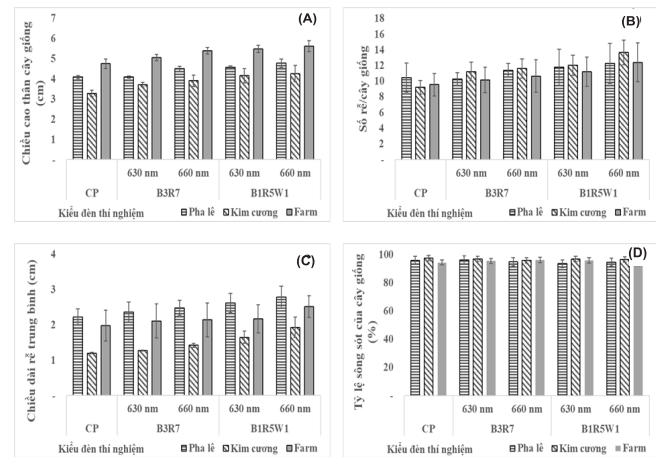 (A)
Chiều cao thân cây giống
(cm)
7
6
5
4
3
2
1
-
630 nm
660 nm
630 nm
660 nm
CP
B3R7
B1R5W1
Kiểu đèn thí nghiệm
Pha lê
Kim cương
Farm
(B)
Số rễ/cây giống
18
16
14
12
10
8
6
4
2
-
630 nm
660 nm
630 nm
660 nm
CP
B3R7
B1R5W1
Kiểu đèn thí nghiệm
Pha lê
Kim cương
Farm
(C)
Chiều dài rễ trung bình (cm)
4
3
2
1
-
630 nm
660 nm
630 nm
660 nm
CP
B3R7
B1R5W1
Kiểu đèn thí nghiệm
Pha lê
Kim cương
Farm
(D)
Tỷ lệ sống sót của cây giống
(%)
100
80
60
40
20
-
630 nm
660 nm
630 nm
660 nm
CP
B3R7
B1R5W1
Kiểu đèn thí nghiệm
Pha lê
Kim cương
Farm